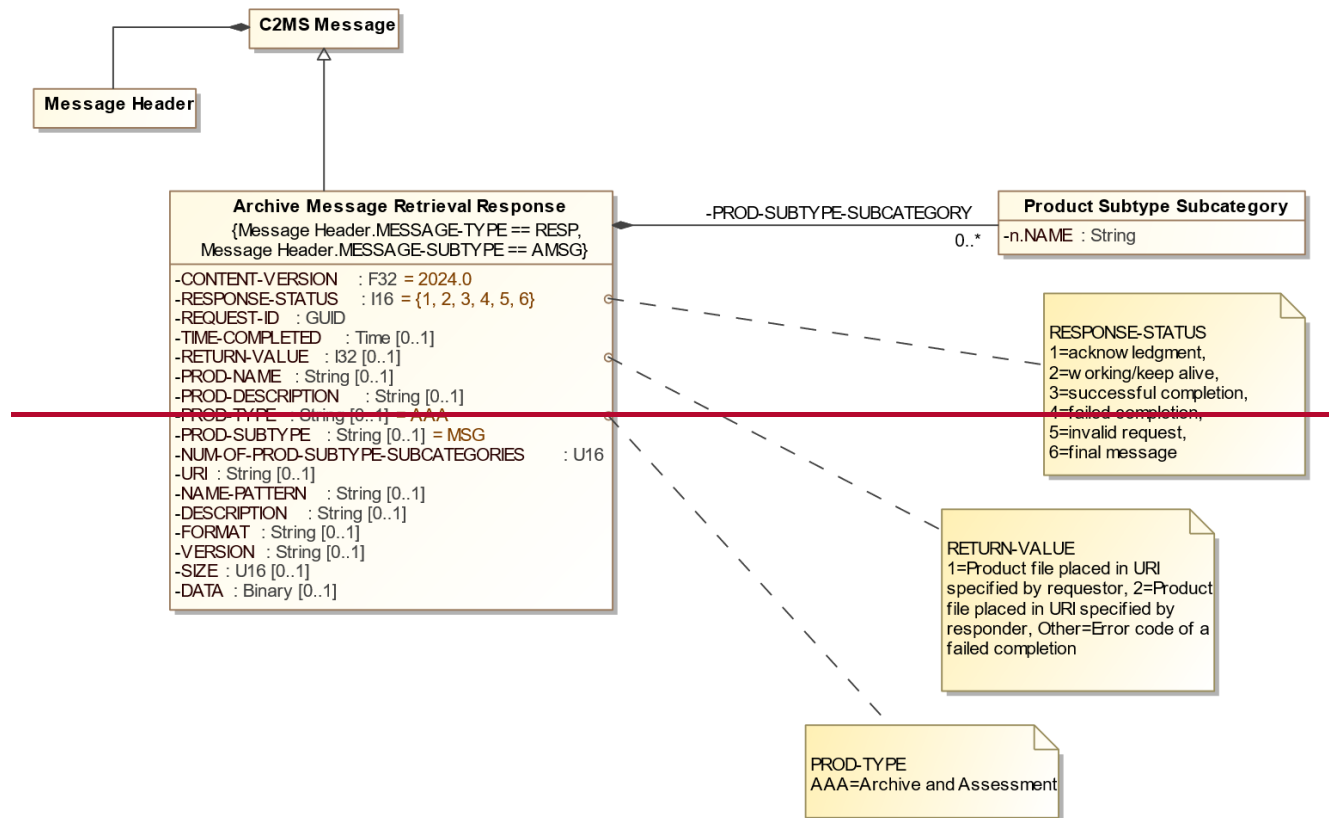 C2MS Message
Message Header
Archive Message Retrieval Response
{Message Header.MESSAGE-TYPE == RESP,
Message Header.MESSAGE-SUBTYPE == AMSG}
-CONTENT-VERSION : F32 = 2024.0
-RESPONSE-STATUS : I16 = {1, 2, 3, 4, 5, 6}
-REQUEST-ID : GUID
-TIME-COMPLETED : Time [0..1]
-RETURN-VALUE : I32 [0..1]
-PROD-NAME : String [0..1]
-PROD-DESCRIPTION : String [0..1]
-PROD-TYPE : String [0..1] = AAA
-PROD-SUBTYPE : String [0..1] = MSG
-NUM-OF-PROD-SUBTYPE-SUBCATEGORIES : U16
-URI : String [0..1]
-NAME-PATTERN : String [0..1]
-DESCRIPTION : String [0..1]
-FORMAT : String [0..1]
-VERSION : String [0..1]
-SIZE : U16 [0..1]
-DATA : Binary [0..1]
-PROD-SUBTYPE-SUBCATEGORY
0..*
Product Subtype Subcategory
-n.NAME : String
RESPONSE-STATUS
1=acknowledgment,
2=working/keep alive,
3=successful completion,
4=failed completion,
5=invalid request,
6=final message
RETURN-VALUE
1=Product file placed in URI
specified by requestor, 2=Product
file placed in URI specified by
responder, Other=Error code of a
failed completion
PROD-TYPE
AAA=Archive and Assessment